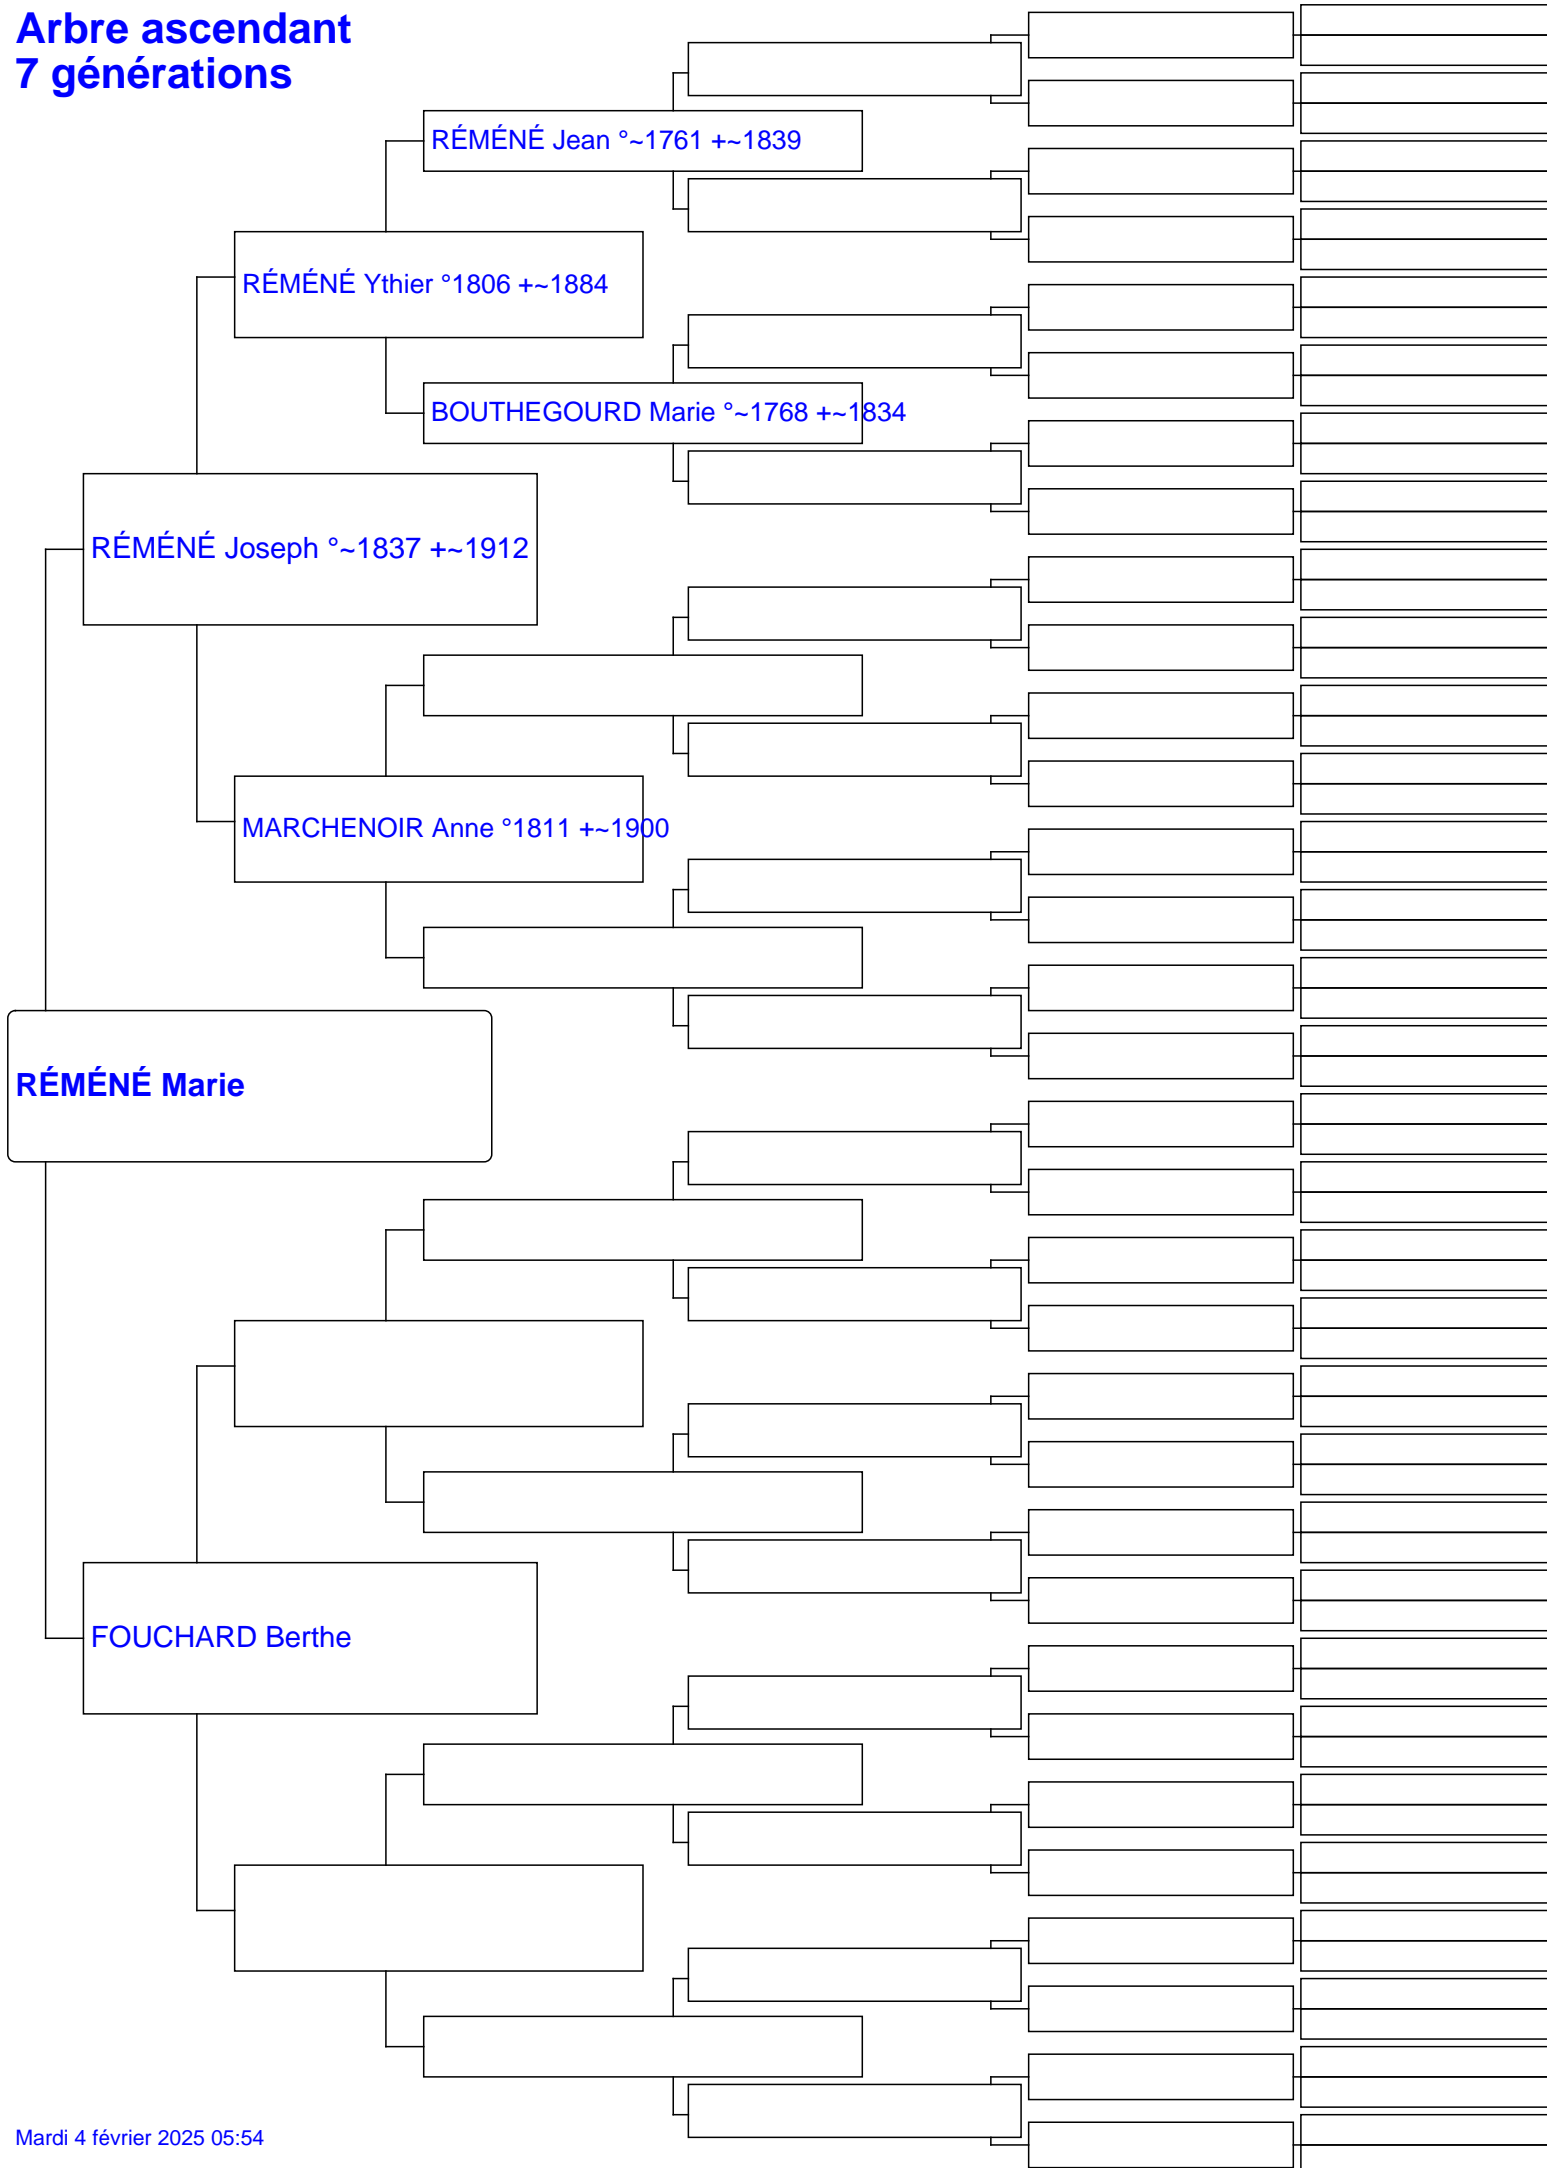 Arbre ascendant
7 générations
RÉMÉNÉ Jean °~1761 +~1839
RÉMÉNÉ Ythier °1806 +~1884
BOUTHEGOURD Marie °~1768 +~1834
RÉMÉNÉ Joseph °~1837 +~1912
MARCHENOIR Anne °1811 +~1900
RÉMÉNÉ Marie
FOUCHARD Berthe
Mardi 4 février 2025 05:54